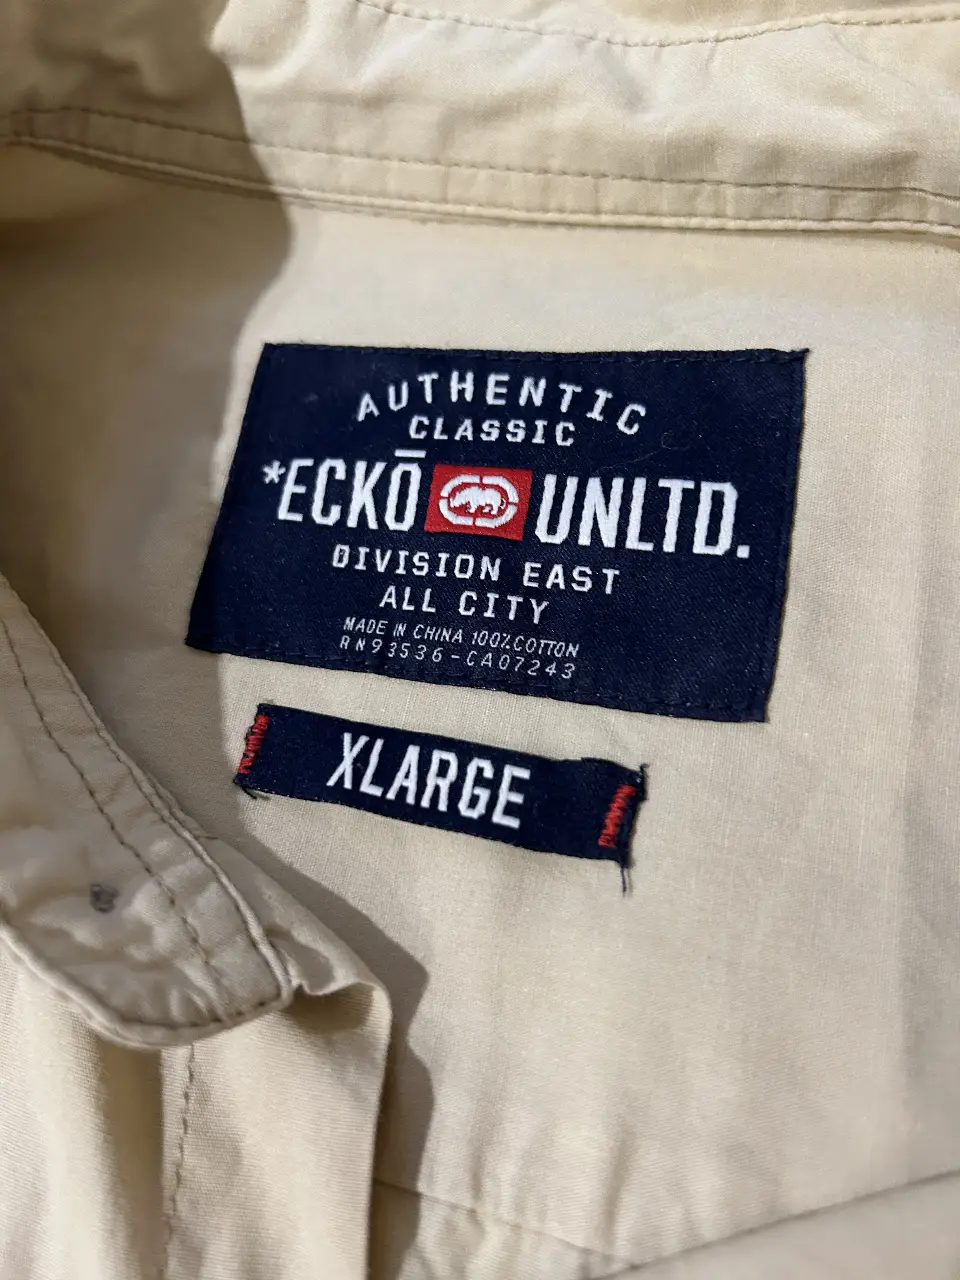 AUTHENTIC
CLASSIC
*ECKŌ UNLTD.
DIVISION EAST
ALL CITY
MADE IN CHINA 100% COTTON
RN93536-CA07243
XLARGE